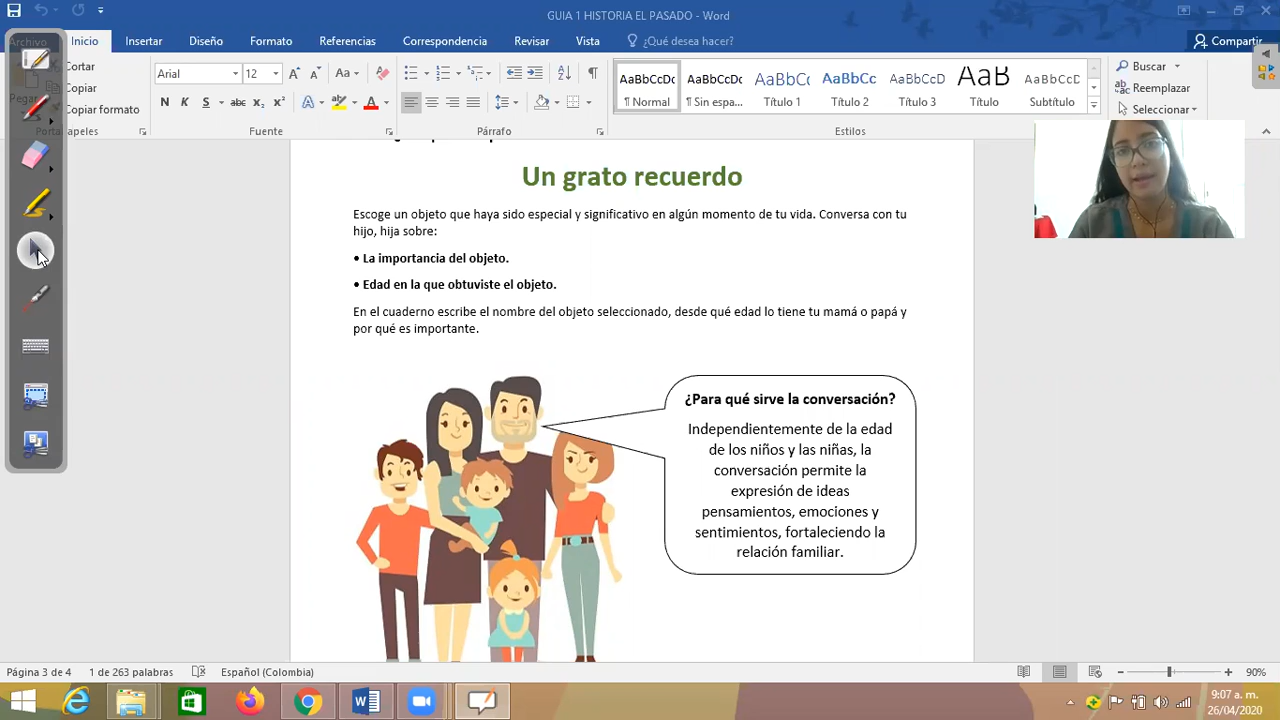 GUIA 1 HISTORIA EL PASADO - Word
Archivo Inicio Insertar Diseño Formato Referencias Correspondencia Revisar Vista ¿Qué desea hacer? Compartir
Cortar
Copiar
Pegar
Copiar formato
Arial 12
Aa A
N K S abc x₂ x² A A
AaBbCcDc AaBbCcDc AaBbCc AaBbCc AaBbCcD AaB AaBbCcD
¶ Normal ¶ Sin espa... Título 1 Título 2 Título 3 Título Subtítulo
Buscar
Reemplazar
Seleccionar
Portapapeles Fuente Párrafo Estilos
Un grato recuerdo
Escoge un objeto que haya sido especial y significativo en algún momento de tu vida. Conversa con tu
hijo, hija sobre:
• La importancia del objeto.
• Edad en la que obtuviste el objeto.
En el cuaderno escribe el nombre del objeto seleccionado, desde qué edad lo tiene tu mamá o papá y
por qué es importante.
¿Para qué sirve la conversación?
Independientemente de la edad
de los niños y las niñas, la
conversación permite la
expresión de ideas
pensamientos, emociones y
sentimientos, fortaleciendo la
relación familiar.
Página 3 de 4 1 de 263 palabras Español (Colombia) 90%
9:07 a. m.
26/04/2020